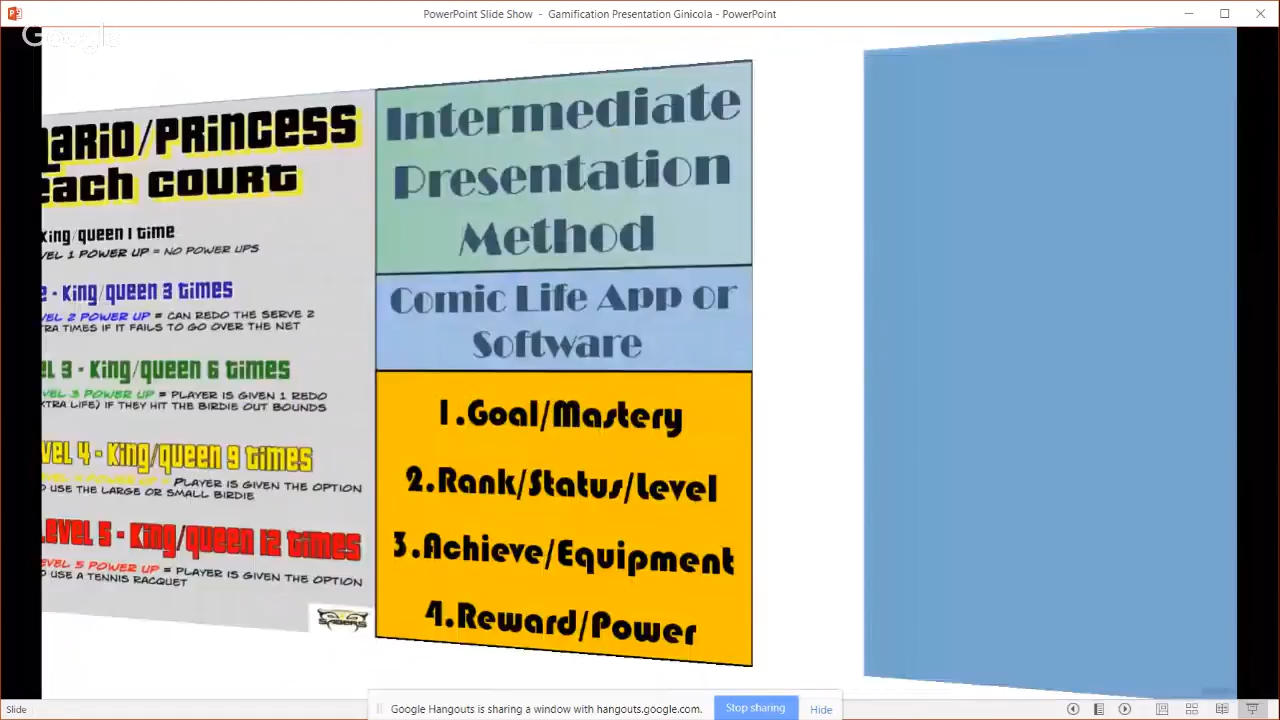 PowerPoint Slide Show - Gamification Presentation Ginicola - PowerPoint
Google
ario/Princess
each court
King/queen 1 time
VEL 1 POWER UP = NO POWER UPS
- King/queen 3 times
VEL 2 POWER UP = CAN REDO THE SERVE 2
TRA TIMES IF IT FAILS TO GO OVER THE NET
el 3 - King/queen 6 times
VEL 3 POWER UP = PLAYER IS GIVEN 1 REDO
XTRA LIFE) IF THEY HIT THE BIRDIE OUT BOUNDS
vel 4 - King/queen 9 times
PLAYER IS GIVEN THE OPTION
O USE THE LARGE OR SMALL BIRDIE
Level 5 - King/queen 12 times
EVEL 5 POWER UP = PLAYER IS GIVEN THE OPTION
O USE A TENNIS RACQUET
SABERS
Intermediate
Presentation
Method
Comic Life App or
Software
1.Goal/Mastery
2.Rank/Status/Level
3.Achieve/Equipment
4.Reward/Power
Google Hangouts is sharing a window with hangouts.google.com.
Stop sharing
Hide
Slide